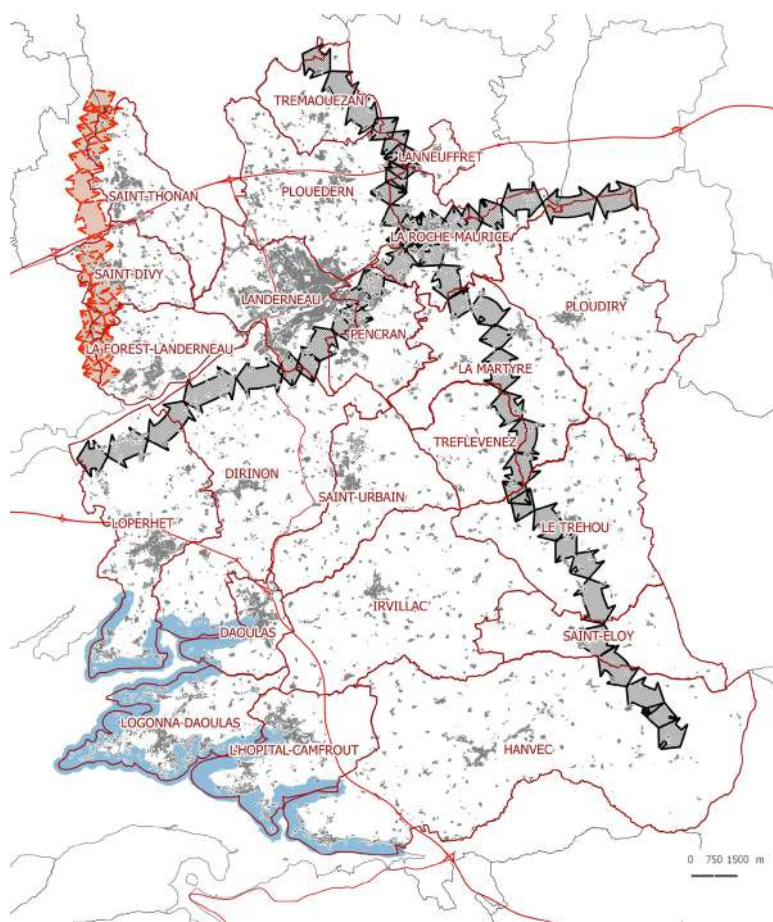 TREMAOUEZAN
LANNEUFFRET
PLOUEDERN
SAINT-THONAN
LA ROCHE MAURICE
SAINT-DIVY
LANDERNEAU
PLOUDIRY
PENCRAN
LA FOREST-LANDERNEAU
LA MARTYRE
TREFLEVENEZ
DIRINON
SAINT-URBAIN
LOPERHET
LE TREHOU
IRVILLAC
DAOULAS
SAINT-ELOY
LOGONNA-DAOULAS
L'HOPITAL-CAMFROUT
HANVEC
0 750 1500 m